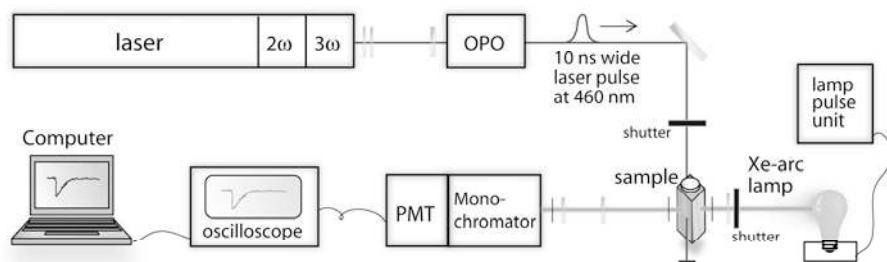 laser
2ω
3ω
OPO
10 ns wide
laser pulse
at 460 nm
lamp
pulse
unit
shutter
Computer
sample
Xe-arc
lamp
oscilloscope
PMT
Mono-
chromator
shutter